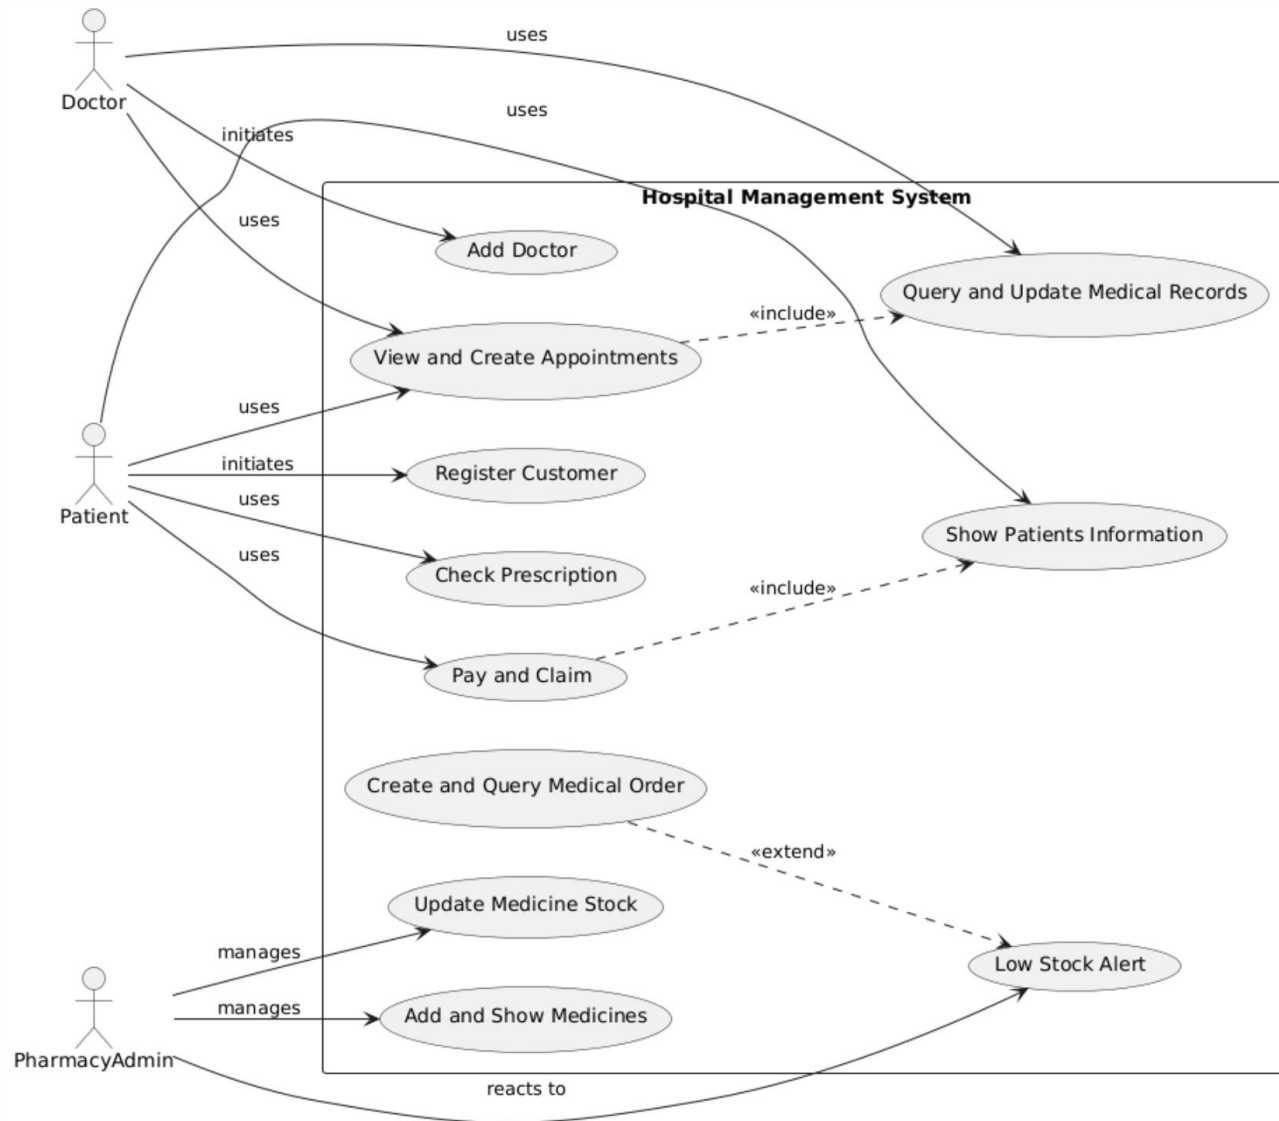 uses
Doctor
uses
initiates
Hospital Management System
uses
Add Doctor
Query and Update Medical Records
«include»
View and Create Appointments
uses
initiates
Register Customer
uses
Patient
Show Patients Information
uses
Check Prescription
«include»
Pay and Claim
Create and Query Medical Order
«extend»
Update Medicine Stock
manages
Low Stock Alert
manages
Add and Show Medicines
PharmacyAdmin
reacts to